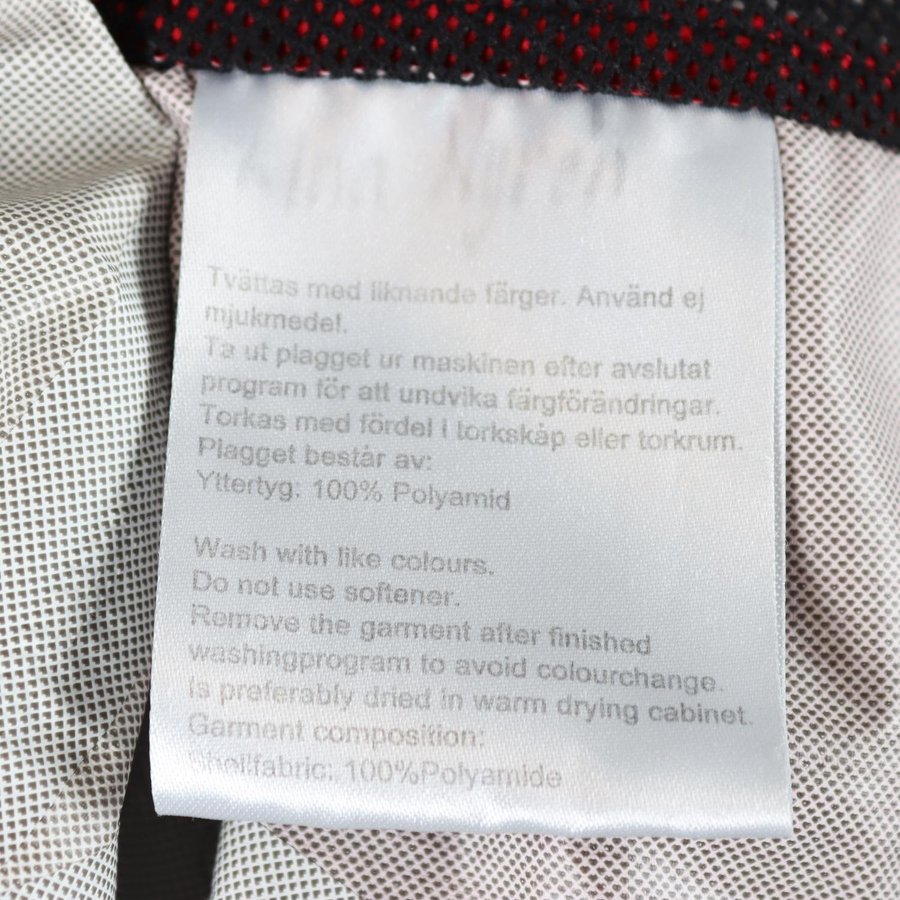 Tvättas med liknande färger. Använd ej
mjukmedel.
Ta ut plagget ur maskinen efter avslutat
program för att undvika färgförändringar.
Torkas med fördel i torkskåp eller torkrum.
Plagget består av:
Yttertyg: 100% Polyamid
Wash with like colours.
Do not use softener.
Remove the garment after finished
washingprogram to avoid colourchange.
Is preferably dried in warm drying cabinet.
Garment composition:
Shellfabric: 100%Polyamide